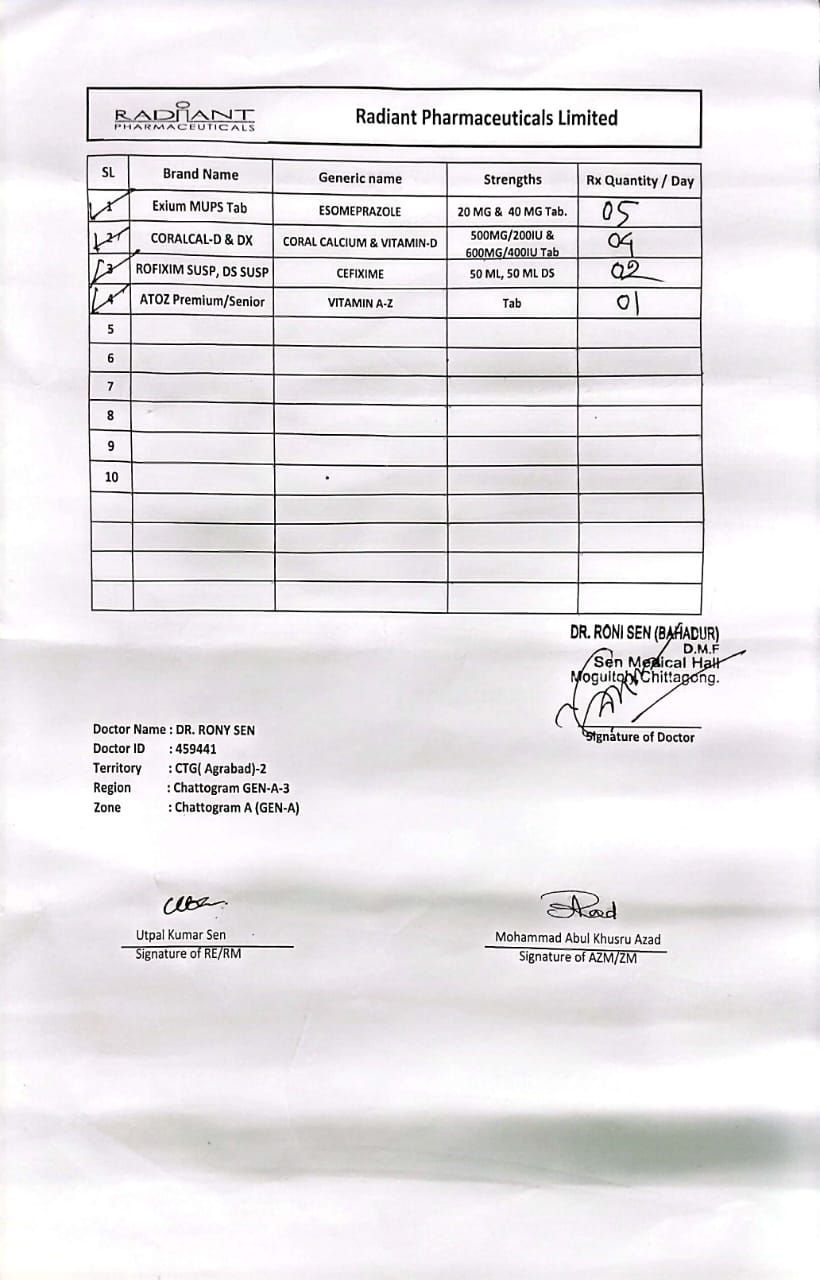 RADIANT
PHARMACEUTICALS
Radiant Pharmaceuticals Limited
SL Brand Name Generic name Strengths Rx Quantity / Day
1 Exium MUPS Tab ESOMEPRAZOLE 20 MG & 40 MG Tab. 05
2 CORALCAL-D & DX CORAL CALCIUM & VITAMIN-D 500MG/200IU & 600MG/400IU Tab 04
3 ROFIXIM SUSP, DS SUSP CEFIXIME 50 ML, 50 ML DS 02
4 ATOZ Premium/Senior VITAMIN A-Z Tab 01
5
6
7
8
9
10
DR. RONI SEN (BAHADUR)
D.M.F
Sen Medical Hall
Mogultoly Chittagong.
Signature of Doctor
Doctor Name : DR. RONY SEN
Doctor ID : 459441
Territory : CTG( Agrabad)-2
Region : Chattogram GEN-A-3
Zone : Chattogram A (GEN-A)
Utpal Kumar Sen
Signature of RE/RM
Azad
Mohammad Abul Khusru Azad
Signature of AZM/ZM